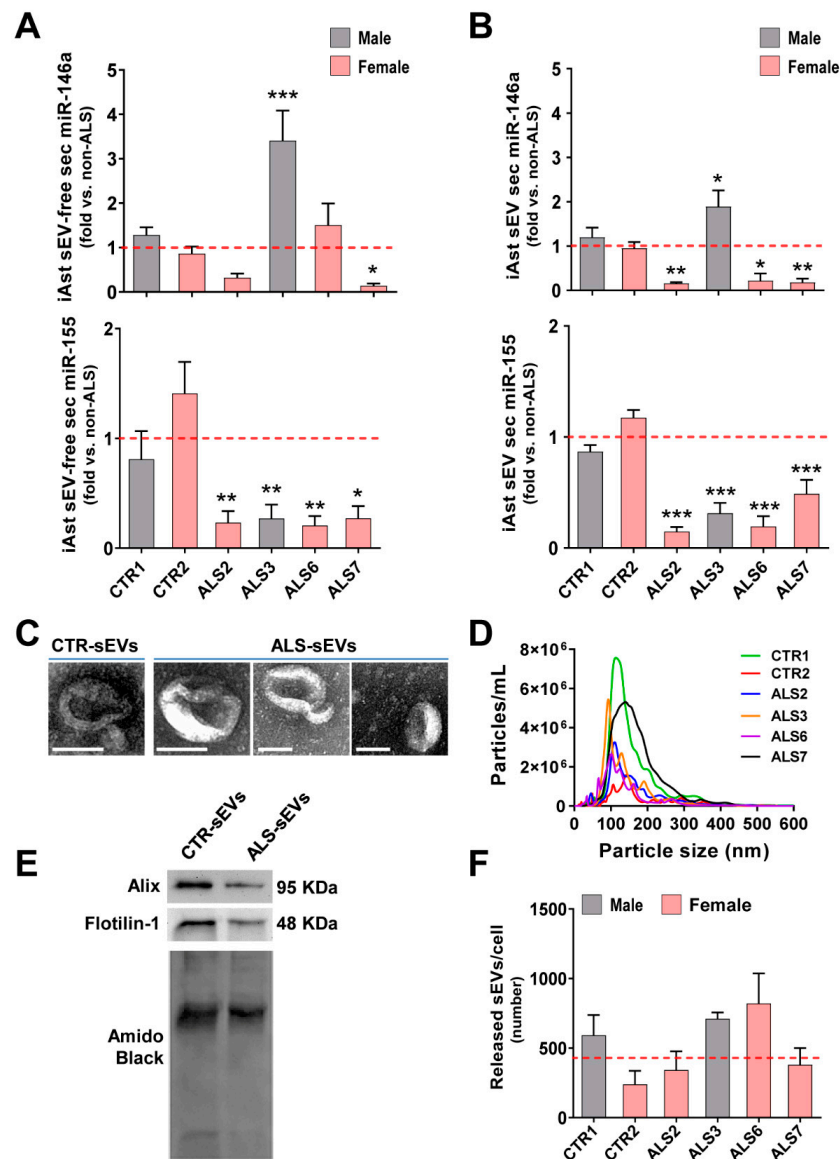 A
Male
Female
iAst sEV-free sec miR-146a
(fold vs. non-ALS)
5
4
3
2
1
0
***
*
iAst sEV-free sec miR-155
(fold vs. non-ALS)
2
1
0
**
**
**
*
CTR1
CTR2
ALS2
ALS3
ALS6
ALS7
B
Male
Female
iAst sEV sec miR-146a
(fold vs. non-ALS)
5
4
3
2
1
0
**
*
*
**
iAst sEV sec miR-155
(fold vs. non-ALS)
2
1
0
***
***
***
***
CTR1
CTR2
ALS2
ALS3
ALS6
ALS7
C
CTR-sEVs
ALS-sEVs
D
Particles/mL
8×10⁶
6×10⁶
4×10⁶
2×10⁶
0
0
100
200
300
400
500
600
Particle size (nm)
CTR1
CTR2
ALS2
ALS3
ALS6
ALS7
E
CTR-sEVs
ALS-sEVs
Alix
95 KDa
Flotilin-1
48 KDa
Amido
Black
F
Male
Female
Released sEVs/cell
(number)
1500
1000
500
0
CTR1
CTR2
ALS2
ALS3
ALS6
ALS7